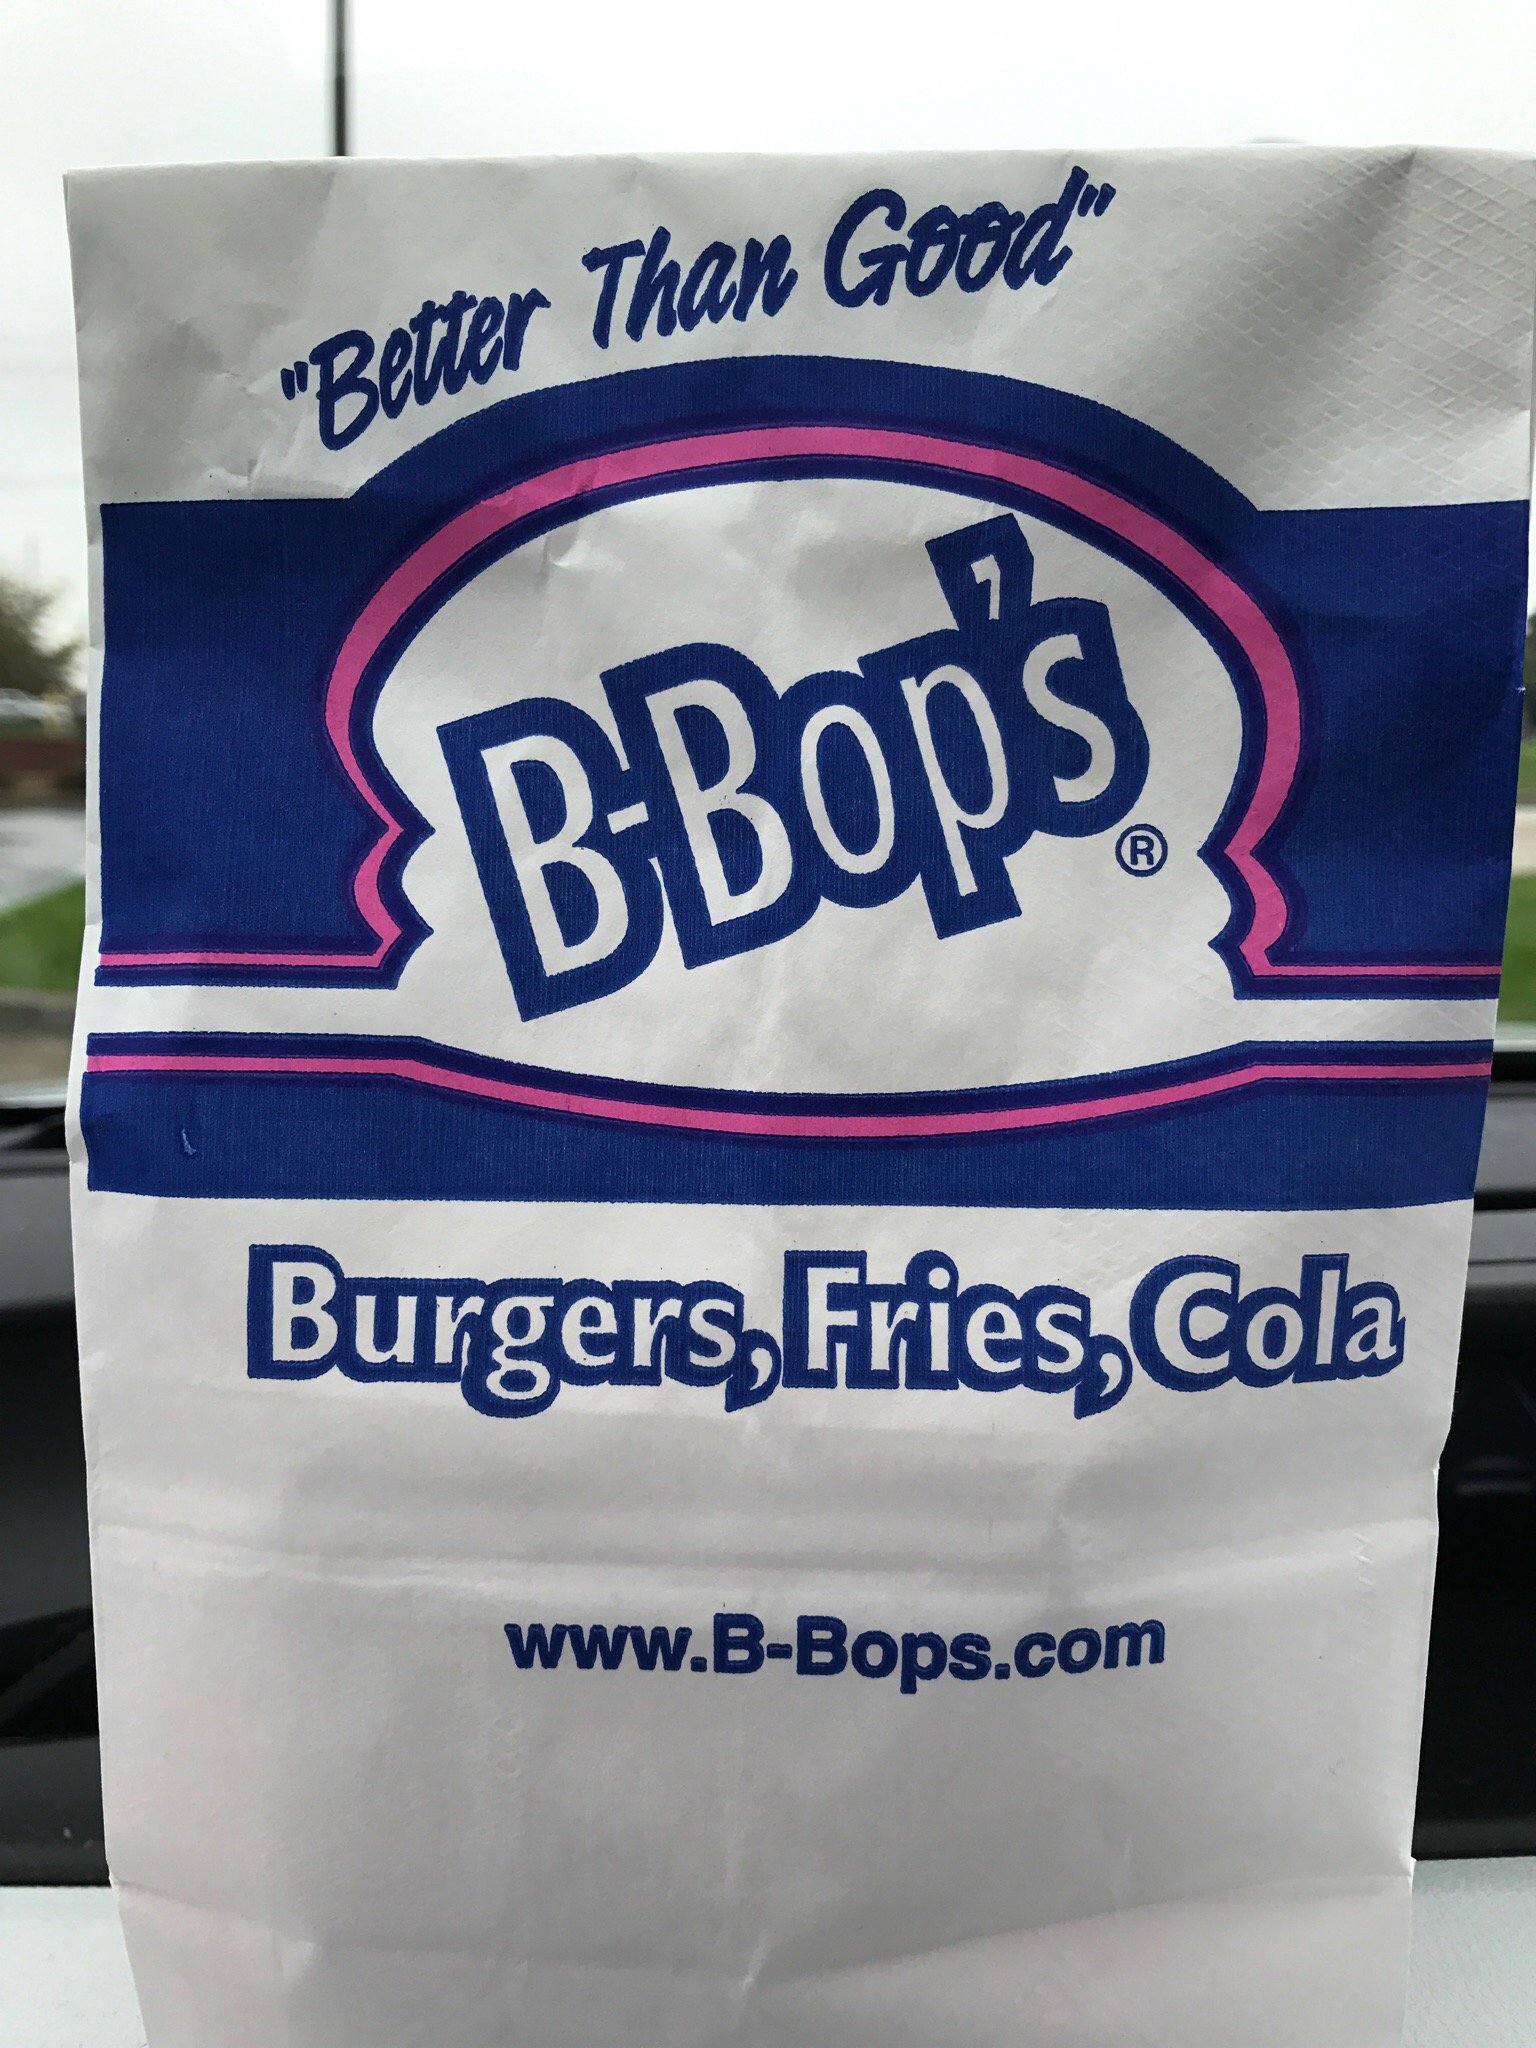 "Better Than Good"
B-Bop's®
Burgers, Fries, Cola
www.B-Bops.com